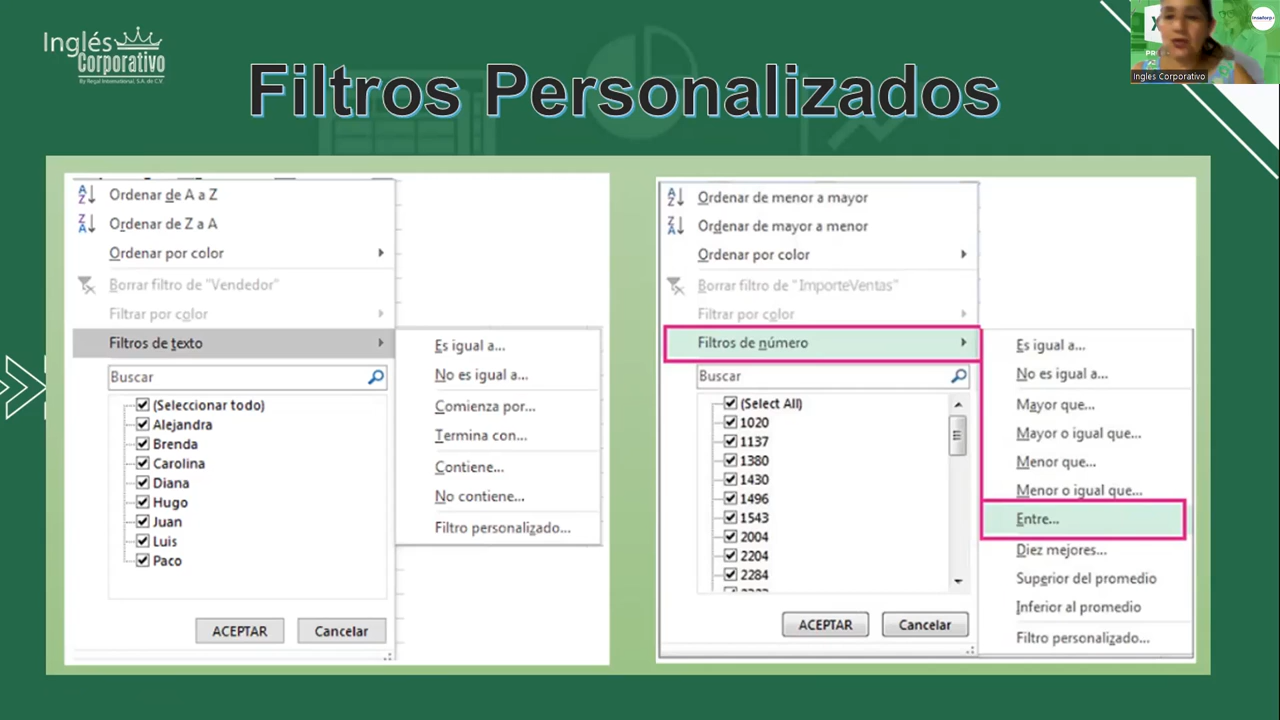 Inglés
Corporativo
By Regal International, S.A. de C.V.
Filtros Personalizados
Ingles Corporativo
Ordenar de A a Z
Ordenar de Z a A
Ordenar por color
Borrar filtro de "Vendedor"
Filtrar por color
Filtros de texto
Buscar
(Seleccionar todo)
Alejandra
Brenda
Carolina
Diana
Hugo
Juan
Luis
Paco
ACEPTAR
Cancelar
Es igual a...
No es igual a...
Comienza por...
Termina con...
Contiene...
No contiene...
Filtro personalizado...
Ordenar de menor a mayor
Ordenar de mayor a menor
Ordenar por color
Borrar filtro de "ImporteVentas"
Filtrar por color
Filtros de número
Buscar
(Select All)
1020
1137
1380
1430
1496
1543
2004
2204
2284
ACEPTAR
Cancelar
Es igual a...
No es igual a...
Mayor que...
Mayor o igual que...
Menor que...
Menor o igual que...
Entre...
Diez mejores...
Superior del promedio
Inferior al promedio
Filtro personalizado...